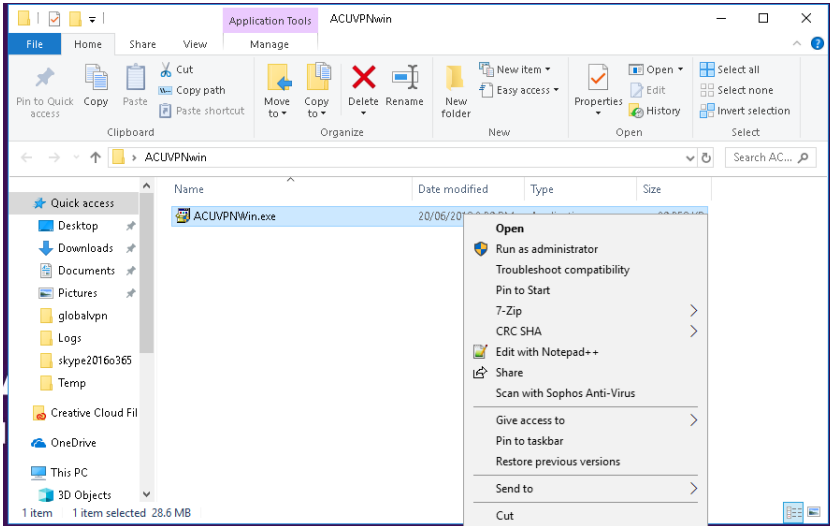 Application Tools ACUVPNwin
File Home Share View Manage
Pin to Quick access
Copy
Paste
Cut
Copy path
Paste shortcut
Clipboard
Move to
Copy to
Delete
Rename
Organize
New folder
New item
Easy access
New
Properties
Open
Edit
History
Open
Select all
Select none
Invert selection
Select
ACUVPNwin
Search AC...
Name Date modified Type Size
ACUVPNWin.exe
Quick access
Desktop
Downloads
Documents
Pictures
globalvpn
Logs
skype2016o365
Temp
Creative Cloud Fil
OneDrive
This PC
3D Objects
Open
Run as administrator
Troubleshoot compatibility
Pin to Start
7-Zip
CRC SHA
Edit with Notepad++
Share
Scan with Sophos Anti-Virus
Give access to
Pin to taskbar
Restore previous versions
Send to
Cut
1 item 1 item selected 28.6 MB